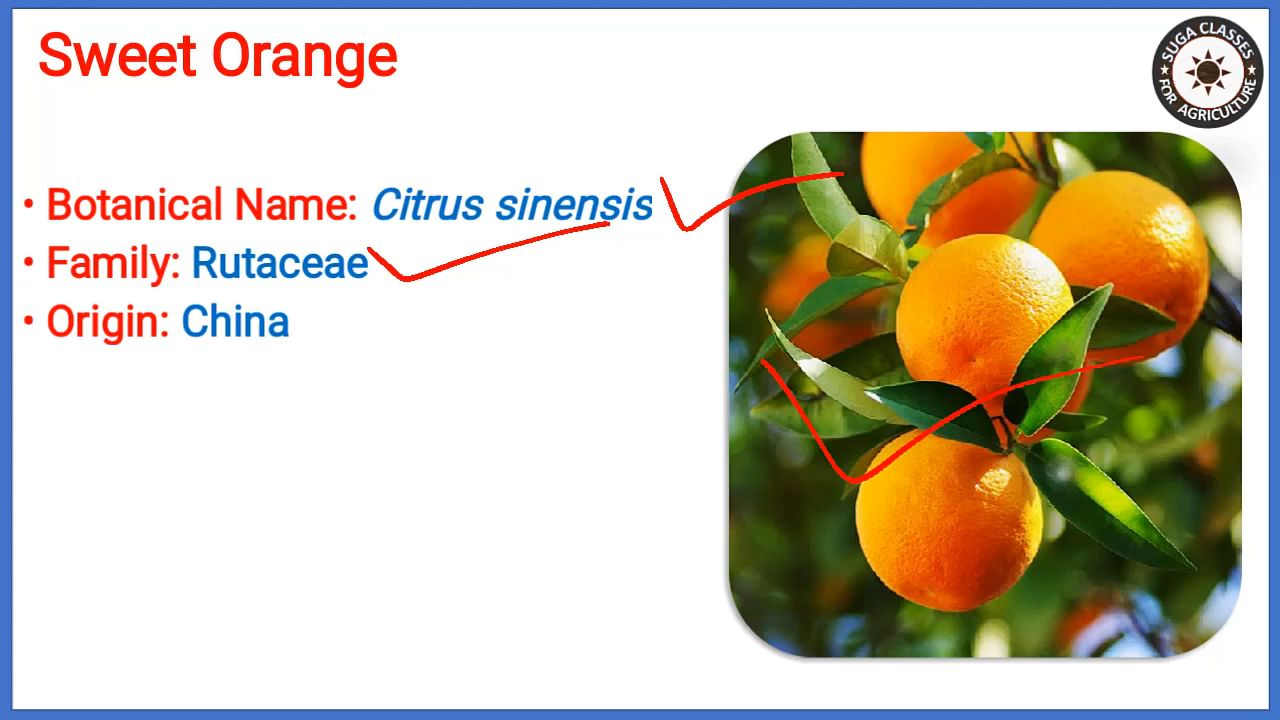 Sweet Orange
SUGA CLASSES
FOR AGRICULTURE
• Botanical Name: Citrus sinensis
• Family: Rutaceae
• Origin: China